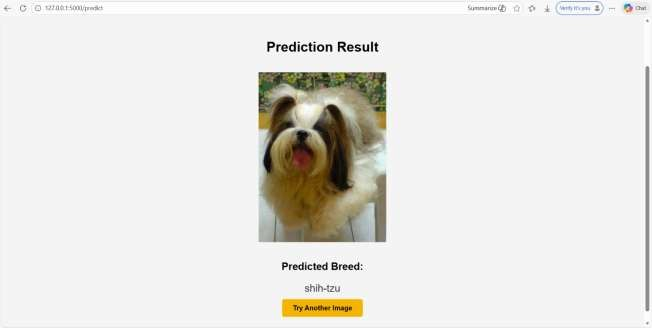 127.0.0.1:5000/predict
Summarize
Verify it's you
Chat
Prediction Result
Predicted Breed:
shih-tzu
Try Another Image